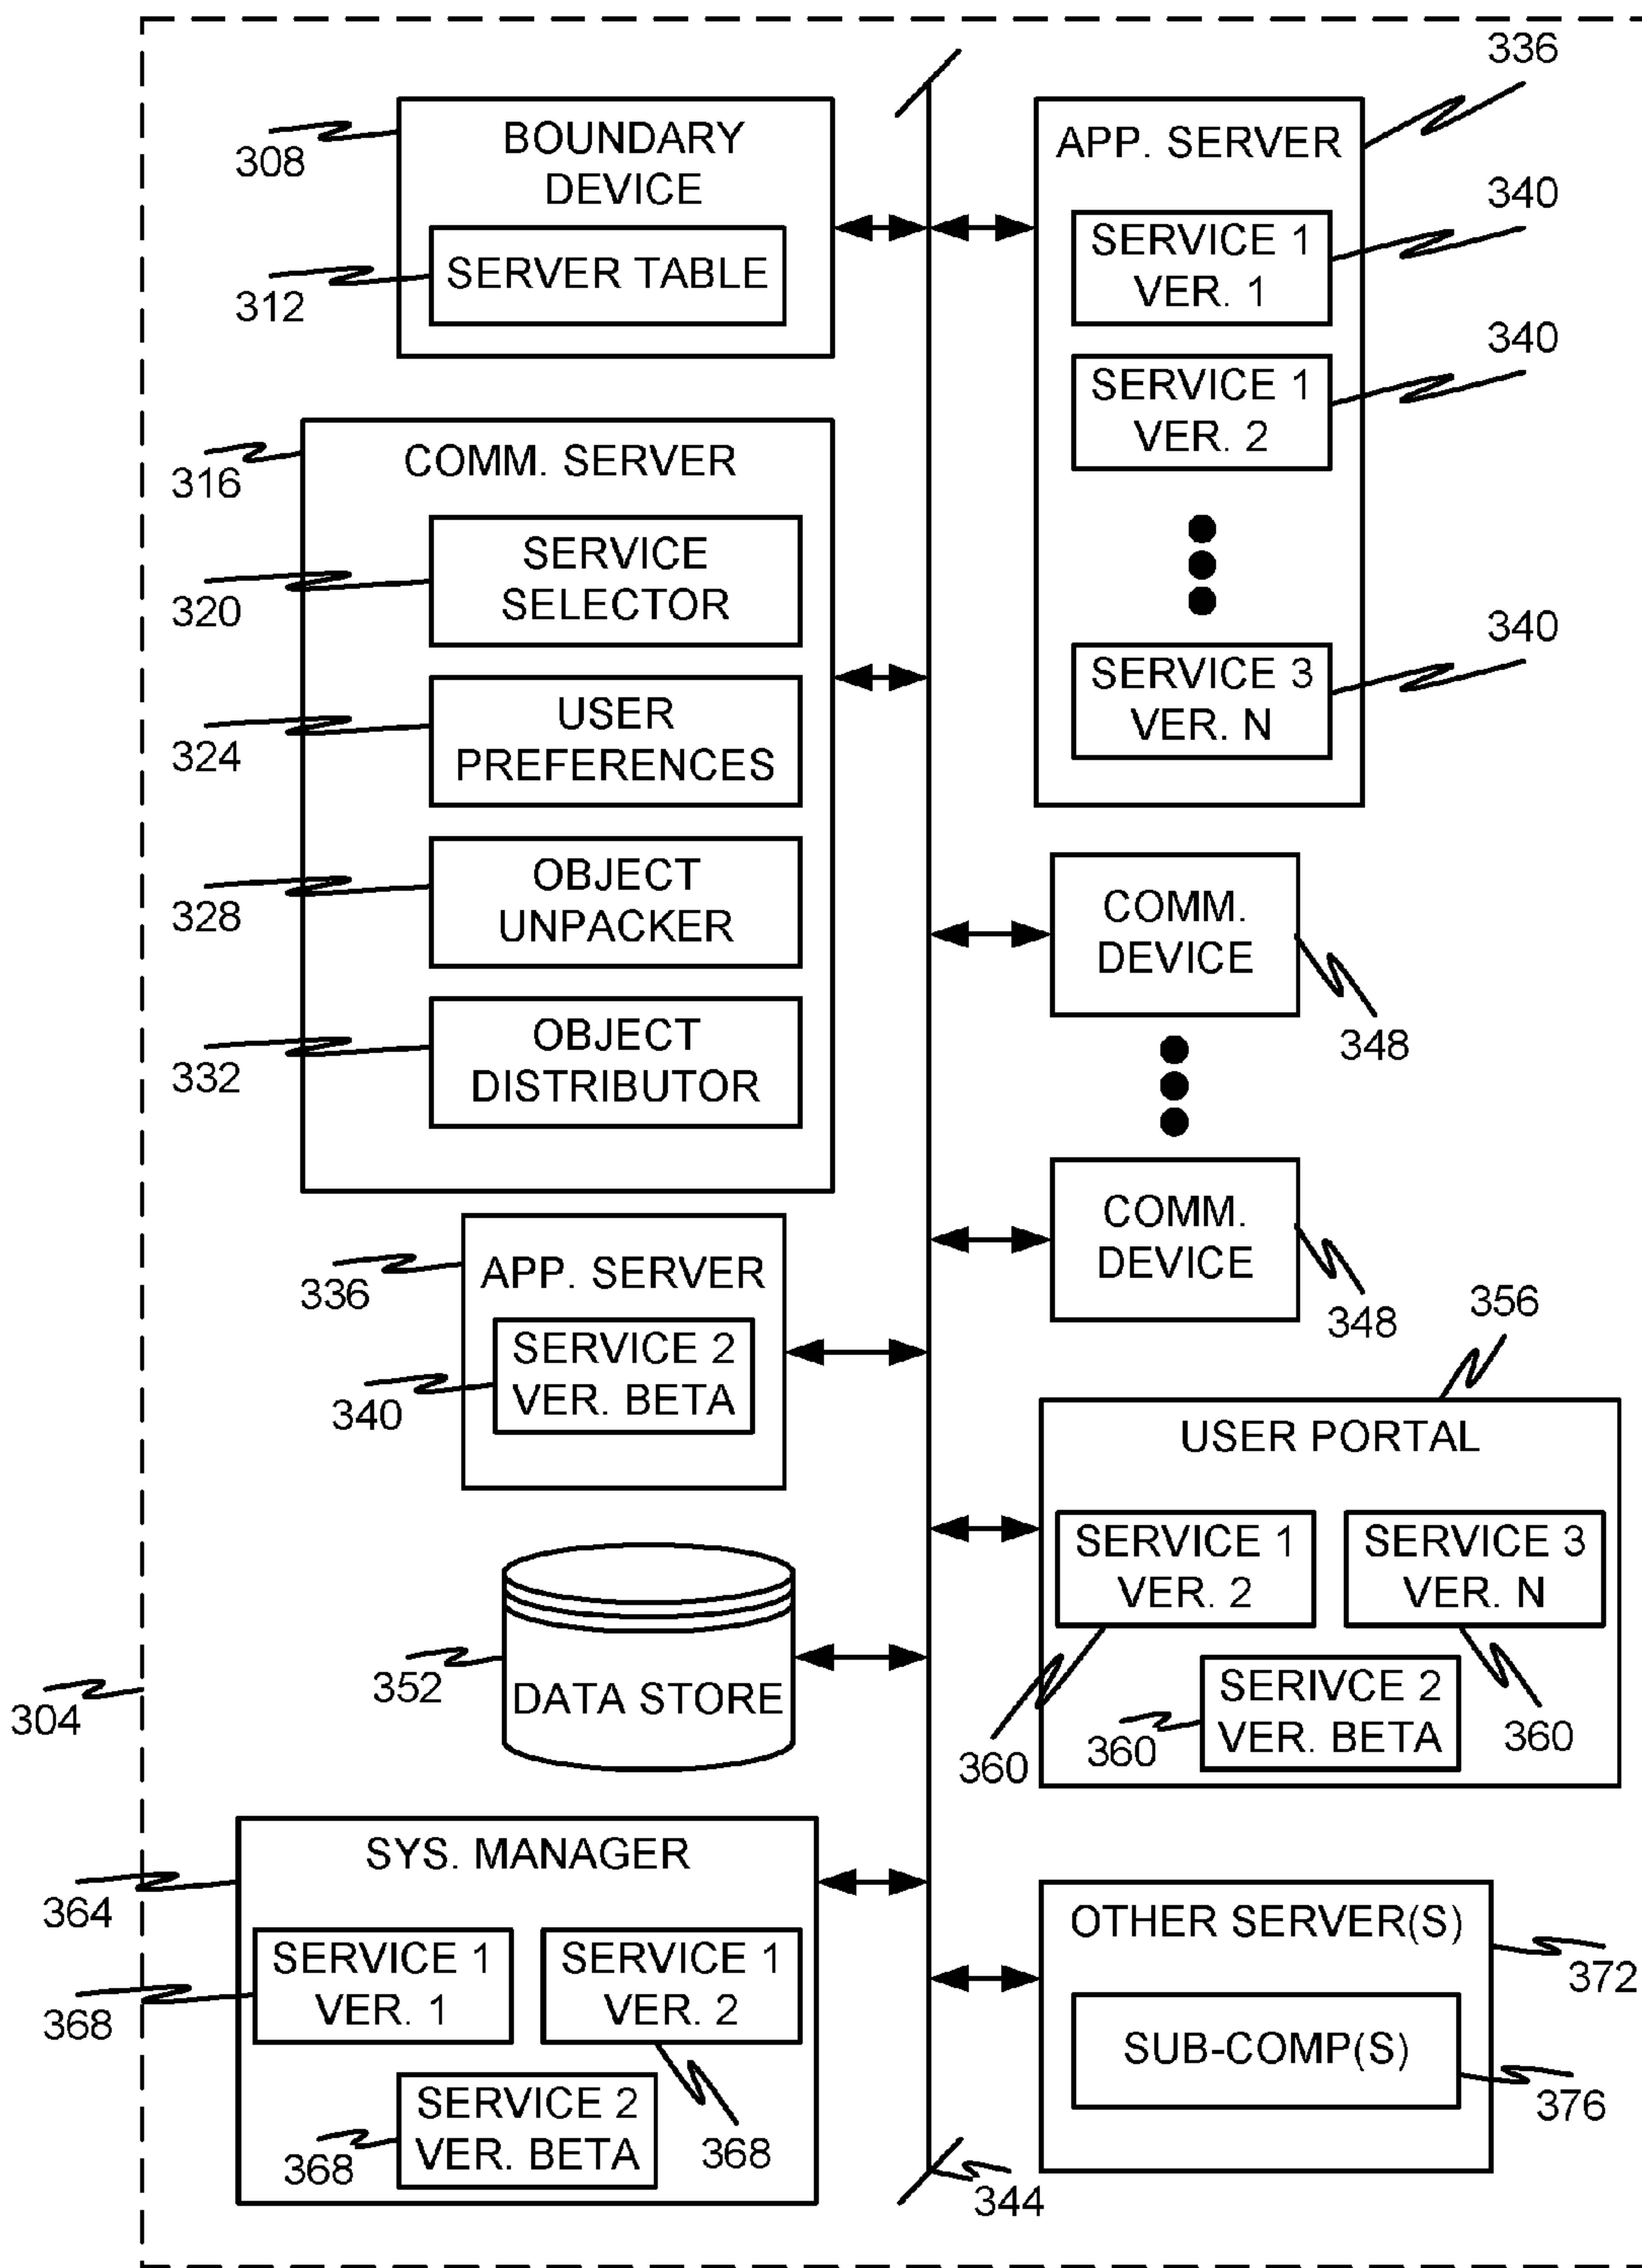 BOUNDARY
DEVICE
308
SERVER TABLE
312
COMM. SERVER
316
SERVICE
SELECTOR
320
USER
PREFERENCES
324
OBJECT
UNPACKER
328
OBJECT
DISTRIBUTOR
332
APP. SERVER
336
SERVICE 2
VER. BETA
340
DATA STORE
352
304
SYS. MANAGER
364
SERVICE 1
VER. 1
368
SERVICE 1
VER. 2
368
SERVICE 2
VER. BETA
368
344
336
APP. SERVER
340
SERVICE 1
VER. 1
340
SERVICE 1
VER. 2
340
SERVICE 3
VER. N
COMM.
DEVICE
348
COMM.
DEVICE
348
356
USER PORTAL
SERVICE 1
VER. 2
360
SERVICE 3
VER. N
360
SERIVCE 2
VER. BETA
360
OTHER SERVER(S)
372
SUB-COMP(S)
376